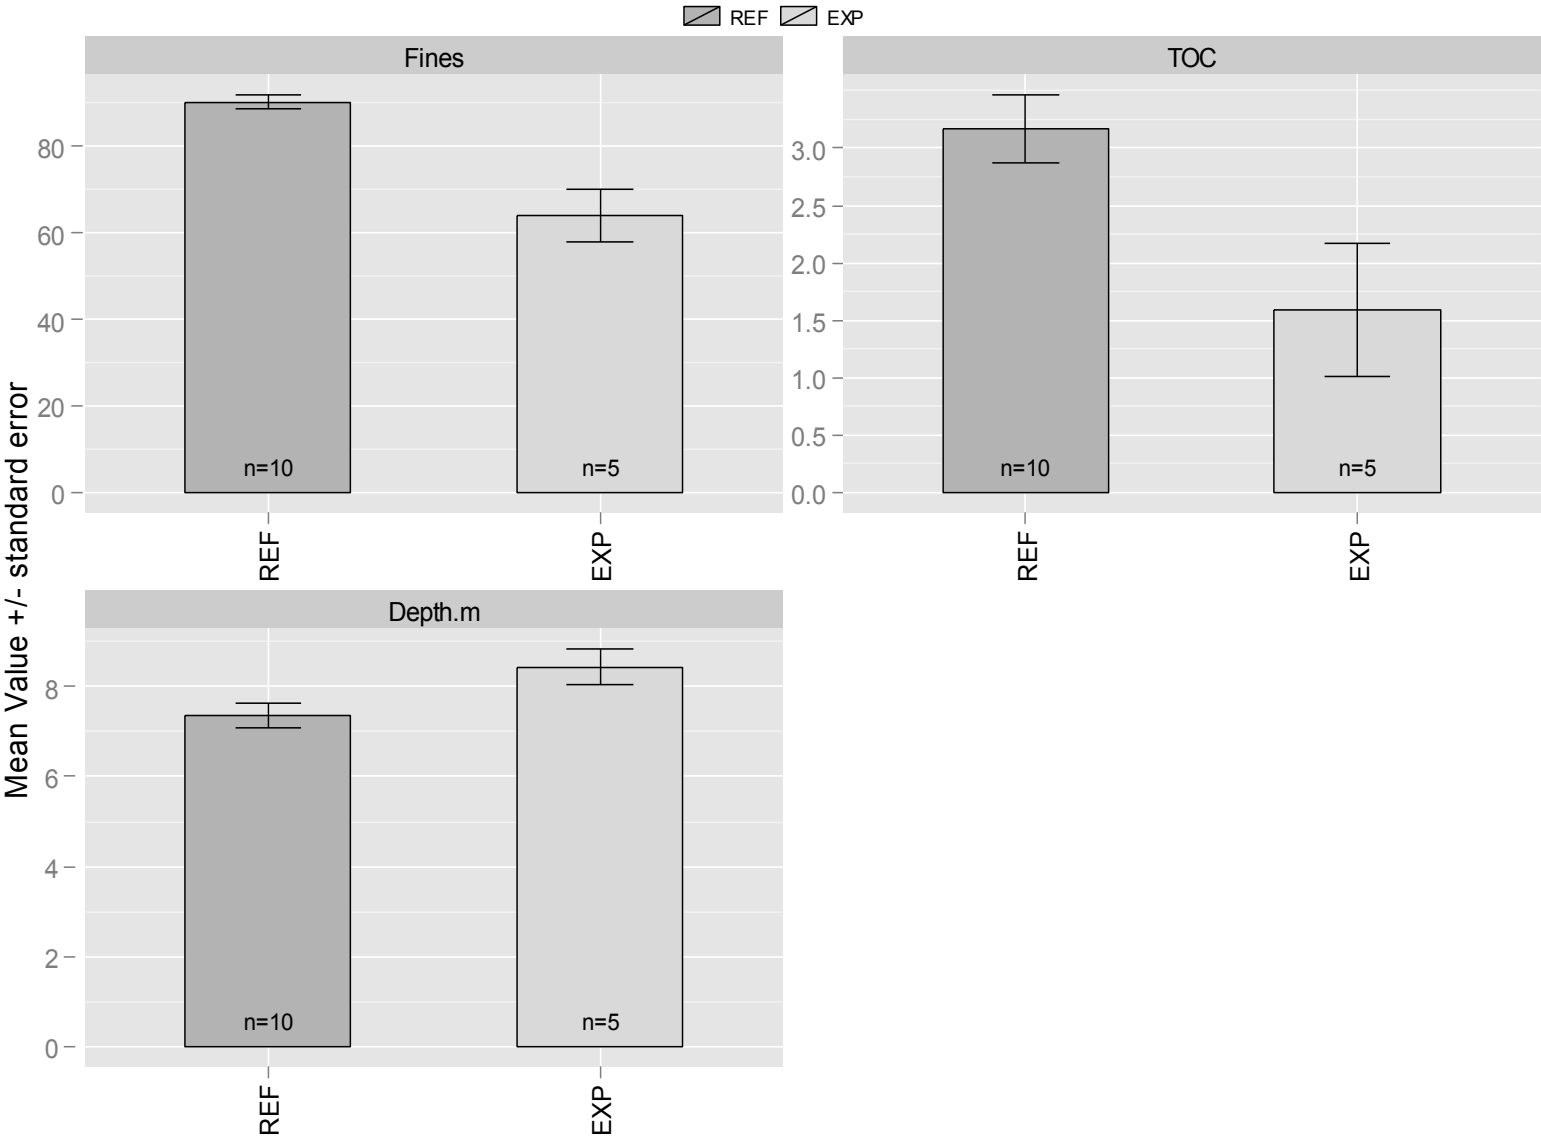 REF EXP
Fines
TOC
80
60
40
20
0
n=10
n=5
REF
EXP
3.0
2.5
2.0
1.5
1.0
0.5
0.0
n=10
n=5
REF
EXP
Mean Value +/- standard error
Depth.m
8
6
4
2
0
n=10
n=5
REF
EXP